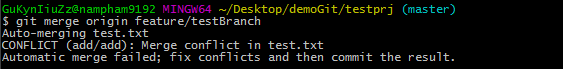 GuKynIiuZz@nampham9192 MINGW64 ~/Desktop/demoGit/testprj (master)
$ git merge origin feature/testBranch
Auto-merging test.txt
CONFLICT (add/add): Merge conflict in test.txt
Automatic merge failed; fix conflicts and then commit the result.